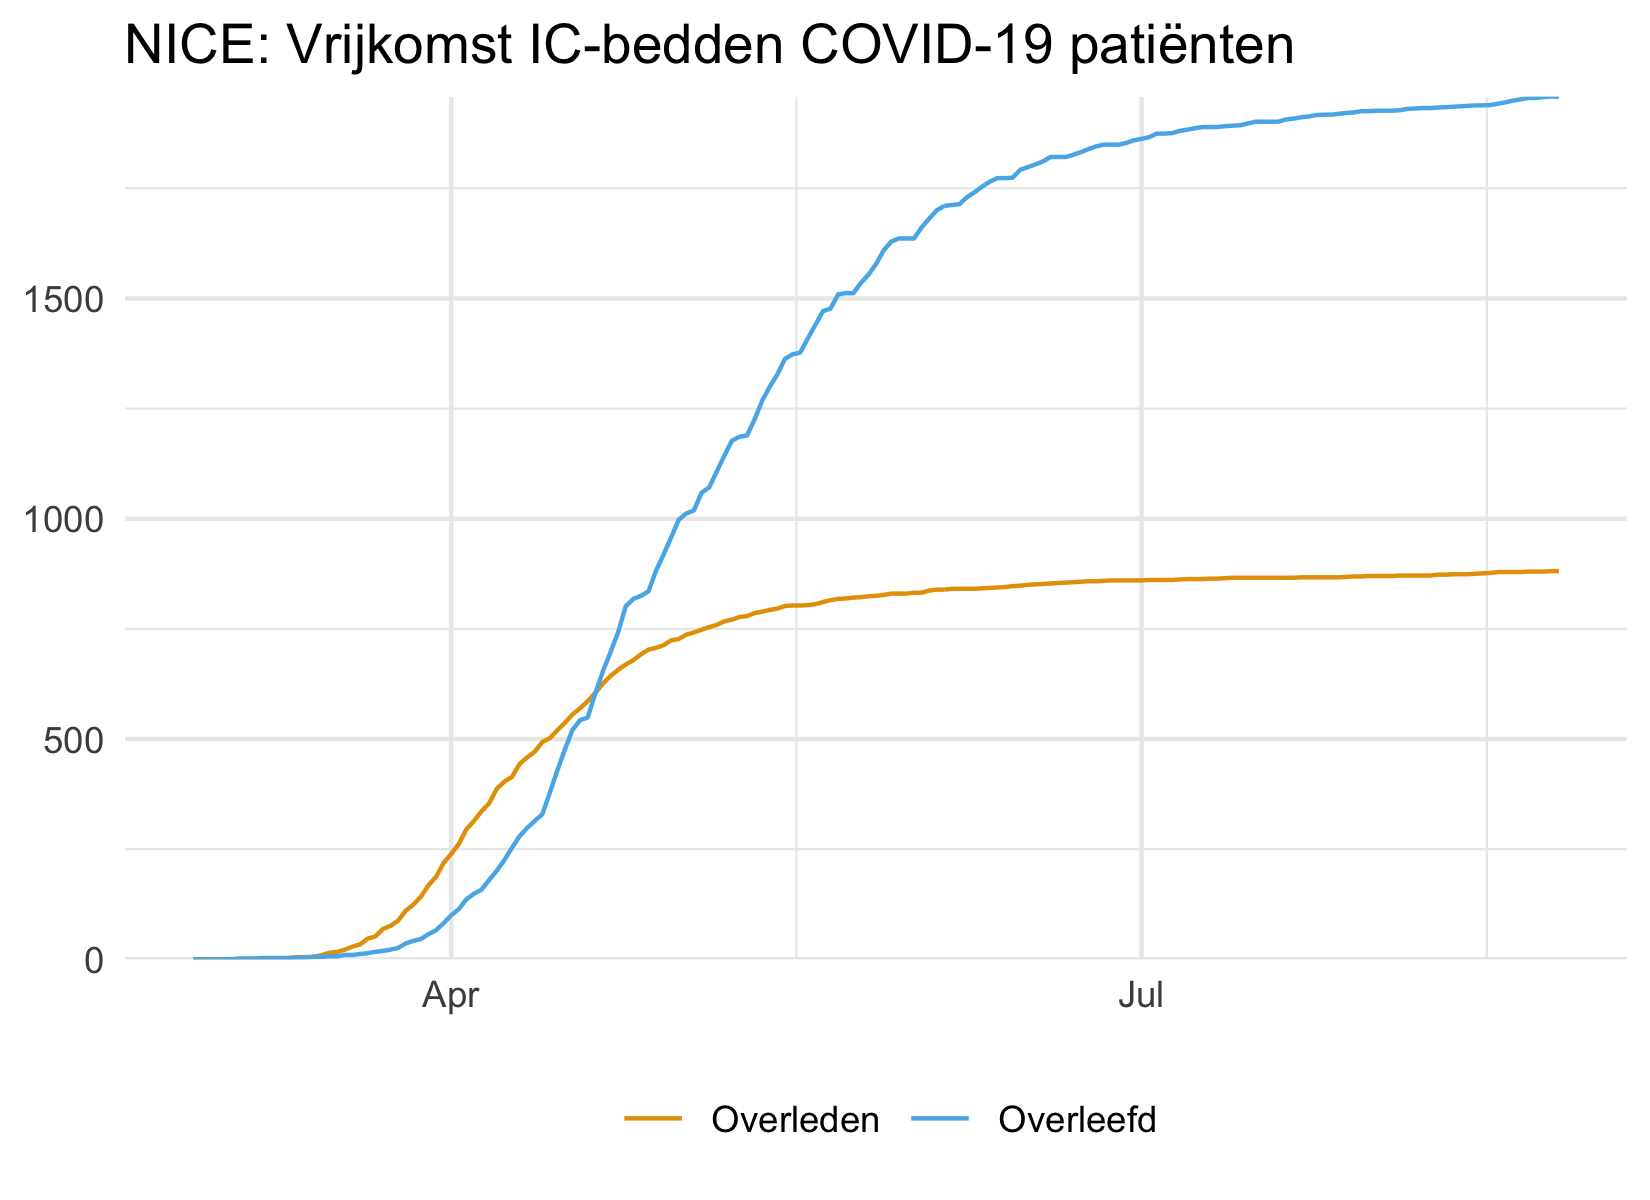 NICE: Vrijkomst IC-bedden COVID-19 patiënten
1500
1000
500
0
Apr Jul
Overleden Overleefd